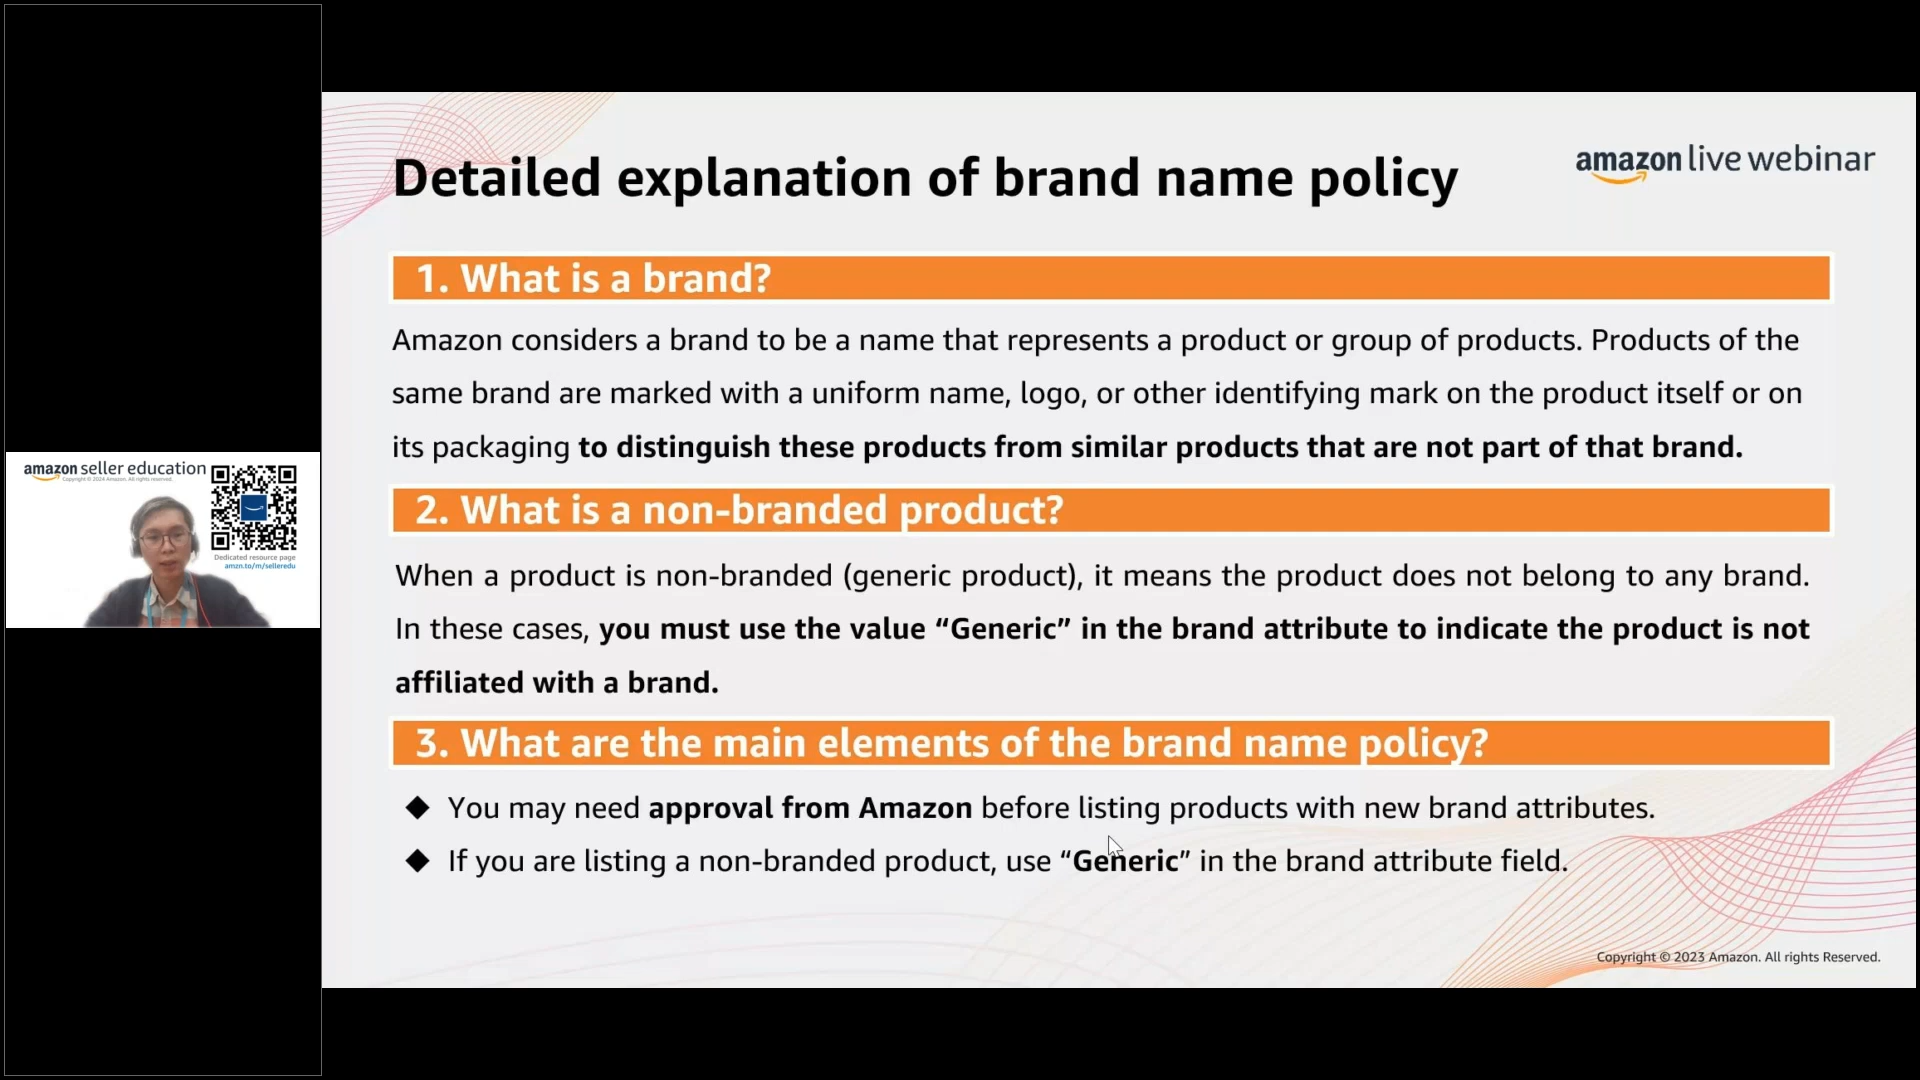 Detailed explanation of brand name policy
amazon live webinar
1. What is a brand?
Amazon considers a brand to be a name that represents a product or group of products. Products of the
same brand are marked with a uniform name, logo, or other identifying mark on the product itself or on
its packaging to distinguish these products from similar products that are not part of that brand.
2. What is a non-branded product?
When a product is non-branded (generic product), it means the product does not belong to any brand.
In these cases, you must use the value “Generic” in the brand attribute to indicate the product is not
affiliated with a brand.
3. What are the main elements of the brand name policy?
◆ You may need approval from Amazon before listing products with new brand attributes.
◆ If you are listing a non-branded product, use “Generic” in the brand attribute field.
Copyright © 2023 Amazon. All rights Reserved.
amazon seller education
Copyright © 2024 Amazon. All rights reserved.
Dedicated resource page
amzn.to/m/selleredu